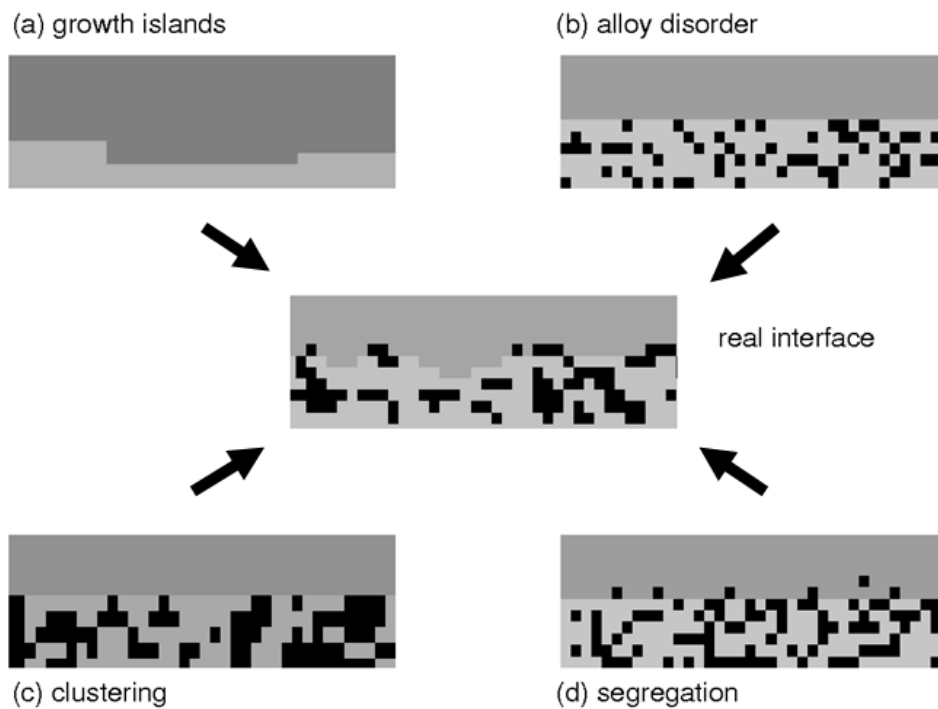 (a) growth islands
(b) alloy disorder
real interface
(c) clustering
(d) segregation